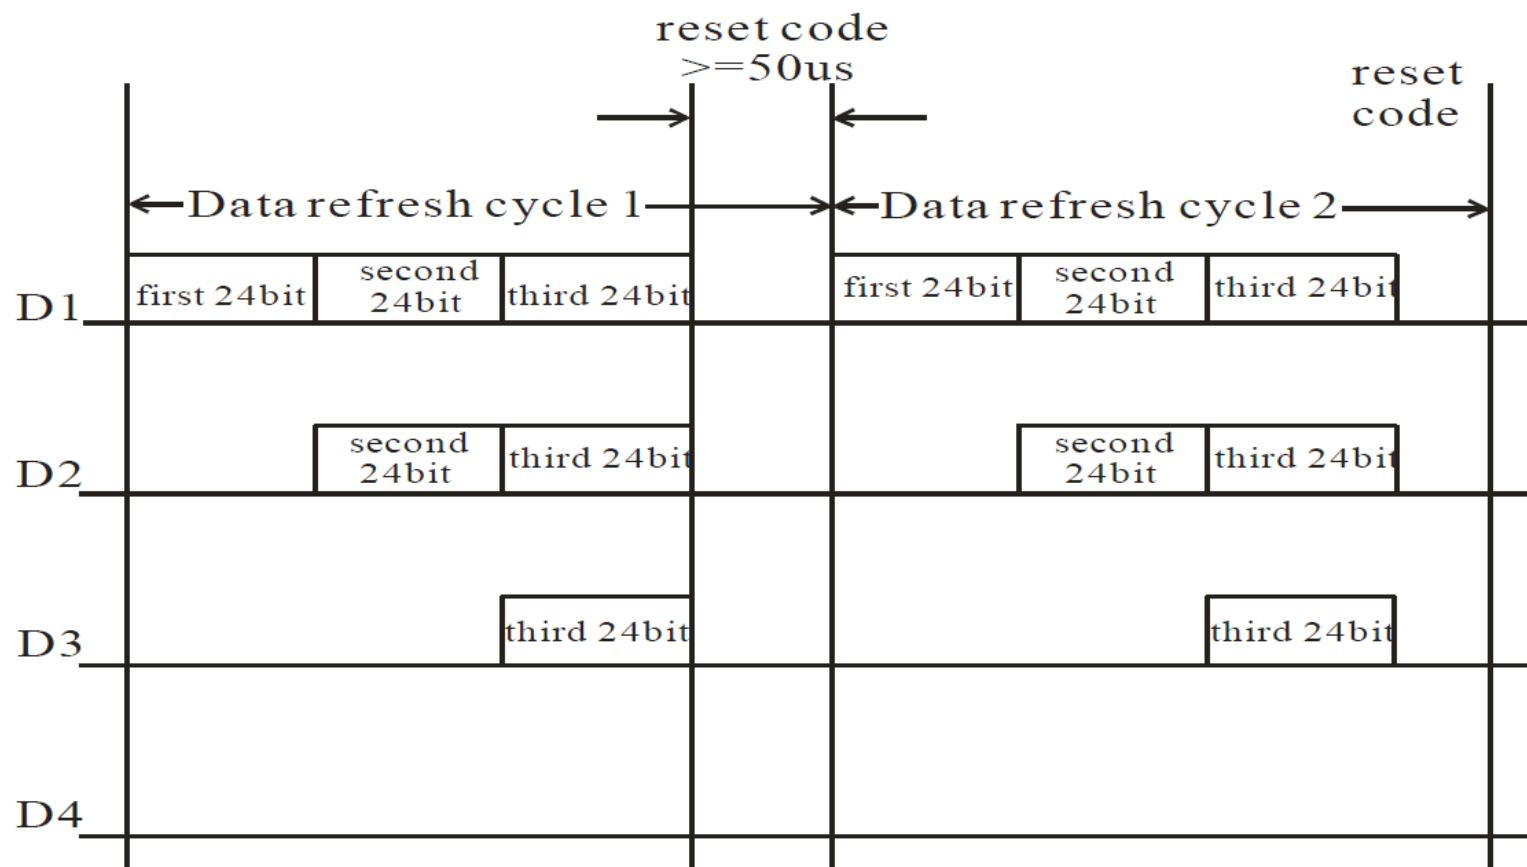 reset code
>=50us
reset
code
Data refresh cycle 1
Data refresh cycle 2
D1
first 24bit
second
24bit
third 24bit
first 24bit
second
24bit
third 24bit
D2
second
24bit
third 24bit
second
24bit
third 24bit
D3
third 24bit
third 24bit
D4